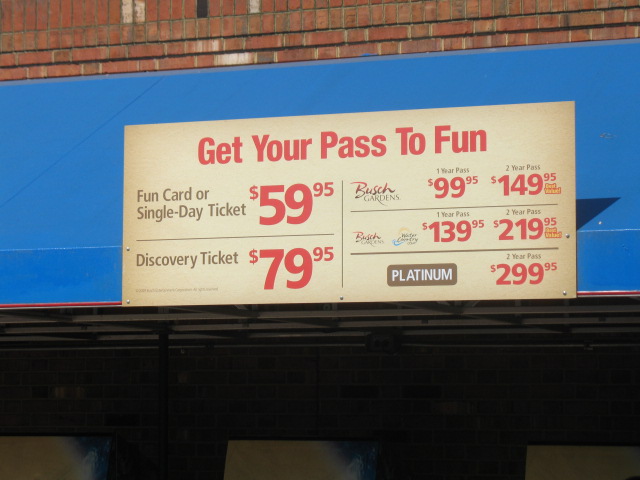 Get Your Pass To Fun
Fun Card or
Single-Day Ticket
$59.95
Discovery Ticket
$79.95
Busch
GARDENS
1 Year Pass
$99.95
2 Year Pass
$149.95
Busch
GARDENS
Water
Country
USA
1 Year Pass
$139.95
2 Year Pass
$219.95
PLATINUM
2 Year Pass
$299.95